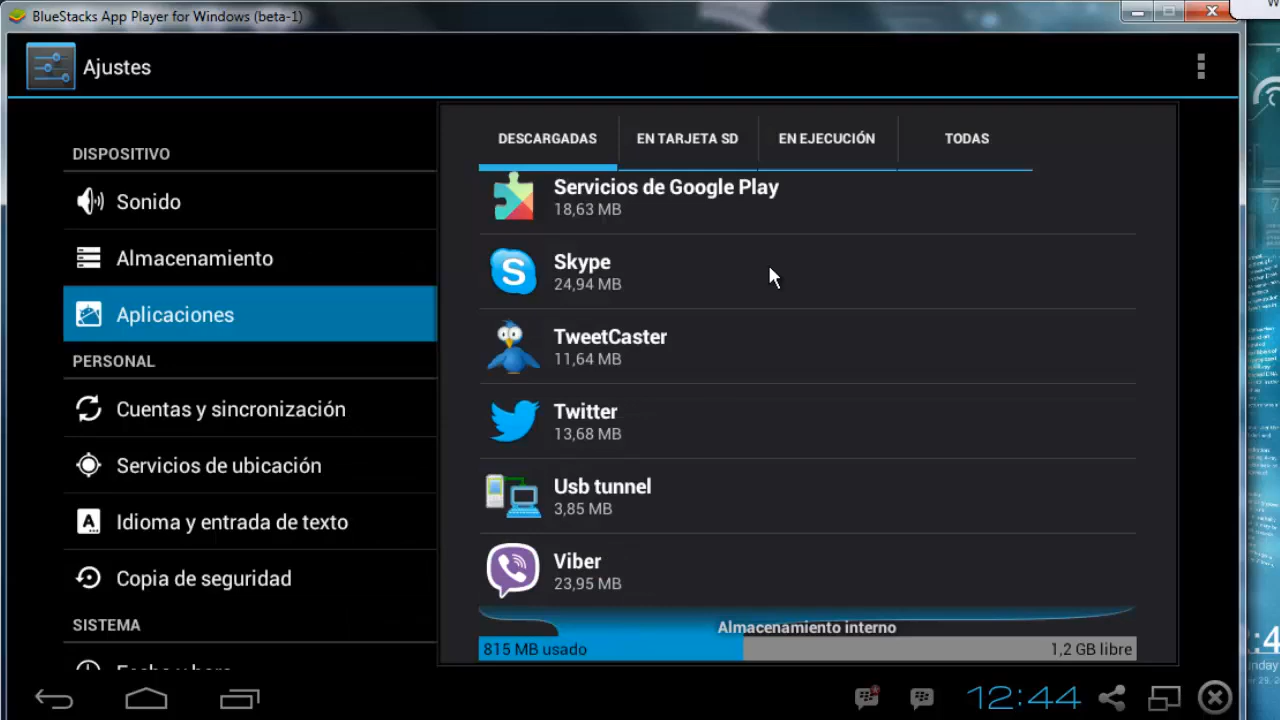 BlueStacks App Player for Windows (beta-1)
Ajustes
DISPOSITIVO
Sonido
Almacenamiento
Aplicaciones
PERSONAL
Cuentas y sincronización
Servicios de ubicación
Idioma y entrada de texto
Copia de seguridad
SISTEMA
DESCARGADAS
EN TARJETA SD
EN EJECUCIÓN
TODAS
Servicios de Google Play
18,63 MB
Skype
24,94 MB
TweetCaster
11,64 MB
Twitter
13,68 MB
Usb tunnel
3,85 MB
Viber
23,95 MB
Almacenamiento interno
815 MB usado
1,2 GB libre
12:44